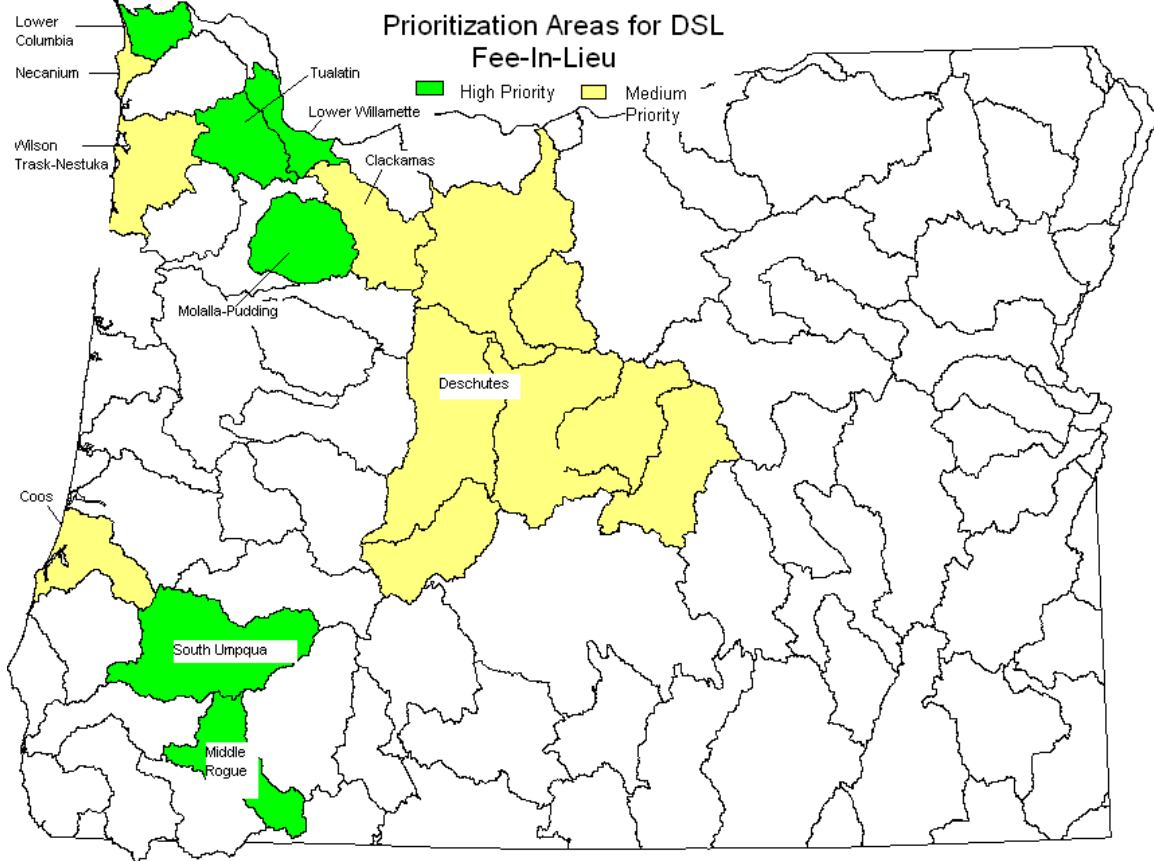 Prioritization Areas for DSL
Fee-In-Lieu
High Priority
Medium
Priority
Lower
Columbia
Necanium
Wilson
Trask-Nestuka
Tualatin
Lower Willamette
Clackamas
Molalla-Pudding
Deschutes
Coos
South Umpqua
Middle
Rogue